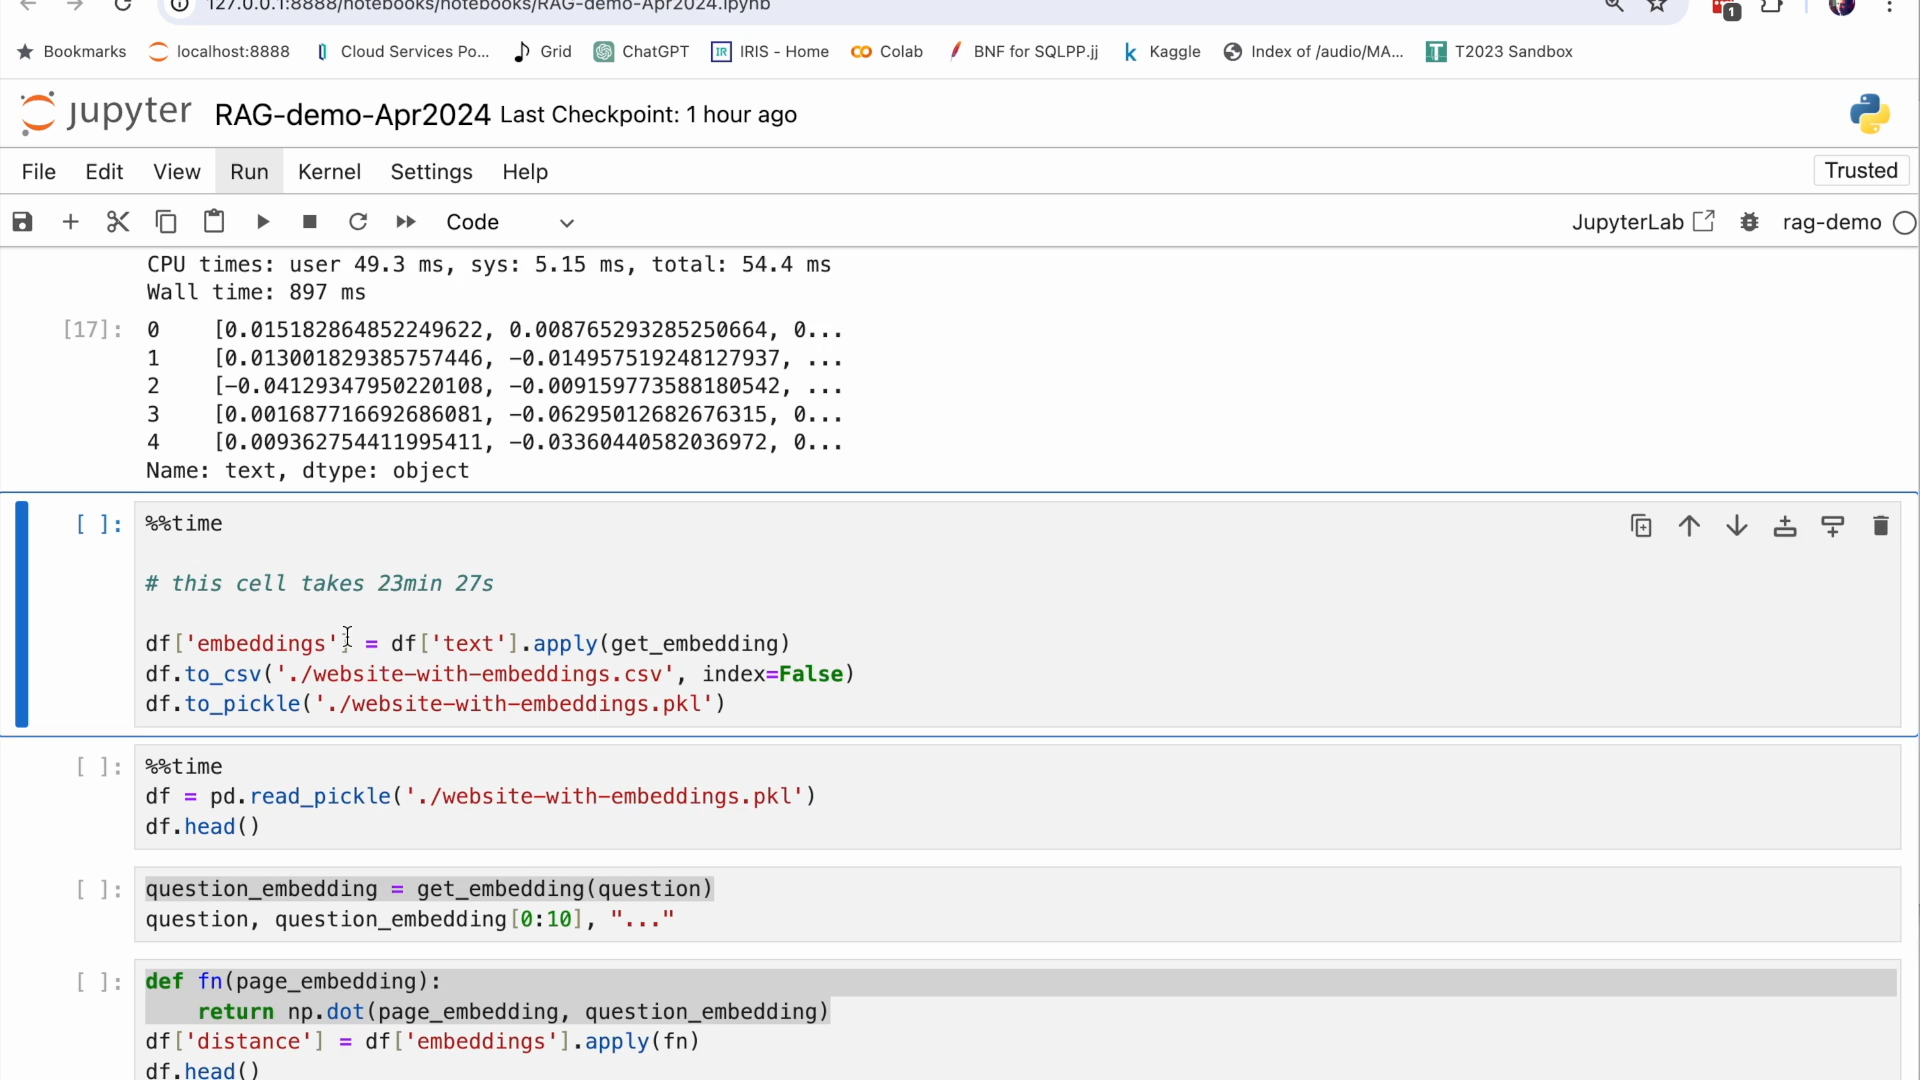 127.0.0.1:8888/notebooks/notebooks/RAG-demo-Apr2024.ipynb
1
Bookmarks localhost:8888 Cloud Services Po... Grid ChatGPT IR IRIS - Home Colab BNF for SQLPP.jj k Kaggle Index of /audio/MA... T T2023 Sandbox
jupyter RAG-demo-Apr2024 Last Checkpoint: 1 hour ago
File Edit View Run Kernel Settings Help Trusted
Code JupyterLab rag-demo
CPU times: user 49.3 ms, sys: 5.15 ms, total: 54.4 ms
Wall time: 897 ms
[17]: 0 [0.015182864852249622, 0.008765293285250664, 0...
1 [0.013001829385757446, -0.014957519248127937, ...
2 [-0.04129347950220108, -0.009159773588180542, ...
3 [0.001687716692686081, -0.06295012682676315, 0...
4 [0.009362754411995411, -0.03360440582036972, 0...
Name: text, dtype: object
[ ]: %%time
# this cell takes 23min 27s
df['embeddings'] = df['text'].apply(get_embedding)
df.to_csv('./website-with-embeddings.csv', index=False)
df.to_pickle('./website-with-embeddings.pkl')
[ ]: %%time
df = pd.read_pickle('./website-with-embeddings.pkl')
df.head()
[ ]: question_embedding = get_embedding(question)
question, question_embedding[0:10], "..."
[ ]: def fn(page_embedding):
return np.dot(page_embedding, question_embedding)
df['distance'] = df['embeddings'].apply(fn)
df.head()